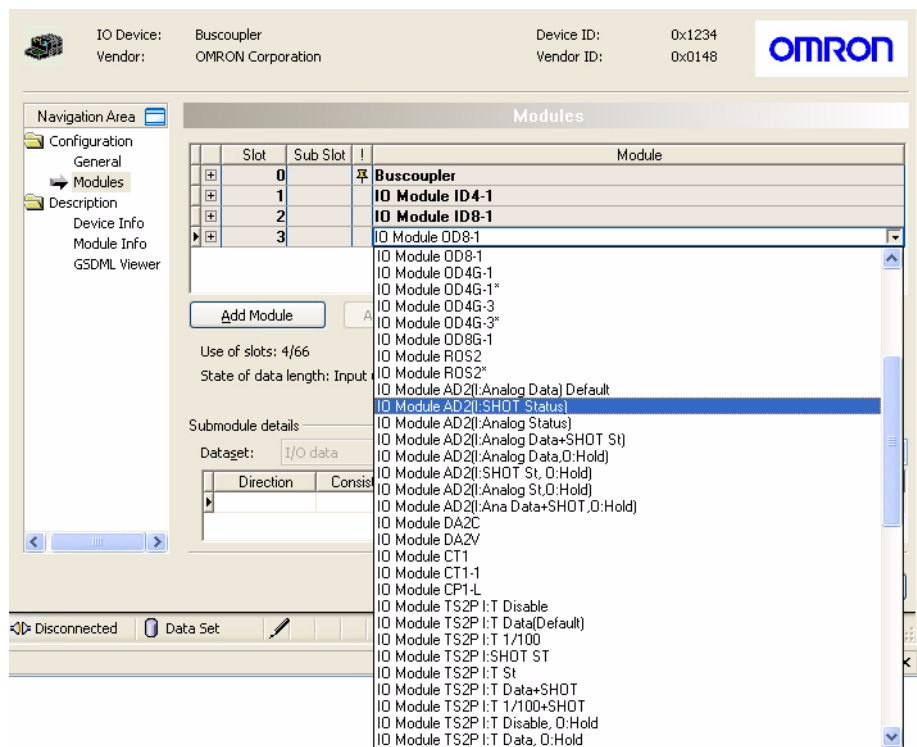 IO Device: Buscoupler Device ID: 0x1234
Vendor: OMRON Corporation Vendor ID: 0x0148
OMRON
Navigation Area
Configuration
General
Modules
Description
Device Info
Module Info
GSDML Viewer
Modules
Slot Sub Slot ! Module
0 Buscoupler
1 IO Module ID4-1
2 IO Module ID8-1
3 IO Module OD8-1
IO Module OD8-1
IO Module OD4G-1
IO Module OD4G-1*
IO Module OD4G-3
IO Module OD4G-3*
IO Module OD8G-1
IO Module ROS2
IO Module ROS2*
IO Module AD2(I:Analog Data) Default
IO Module AD2(I:SHOT Status)
IO Module AD2(I:Analog Status)
IO Module AD2(I:Analog Data+SHOT St)
IO Module AD2(I:Analog Data,O:Hold)
IO Module AD2(I:SHOT St, O:Hold)
IO Module AD2(I:Analog St,O:Hold)
IO Module AD2(I:Ana Data+SHOT,O:Hold)
IO Module DA2C
IO Module DA2V
IO Module CT1
IO Module CT1-1
IO Module CP1-L
IO Module TS2P I:T Disable
IO Module TS2P I:T Data(Default)
IO Module TS2P I:T 1/100
IO Module TS2P I:SHOT ST
IO Module TS2P I:T St
IO Module TS2P I:T Data+SHOT
IO Module TS2P I:T 1/100+SHOT
IO Module TS2P I:T Disable, O:Hold
IO Module TS2P I:T Data, O:Hold
Add Module
Use of slots: 4/66
State of data length: Input
Submodule details
Dataset: I/O data
Direction
Disconnected Data Set